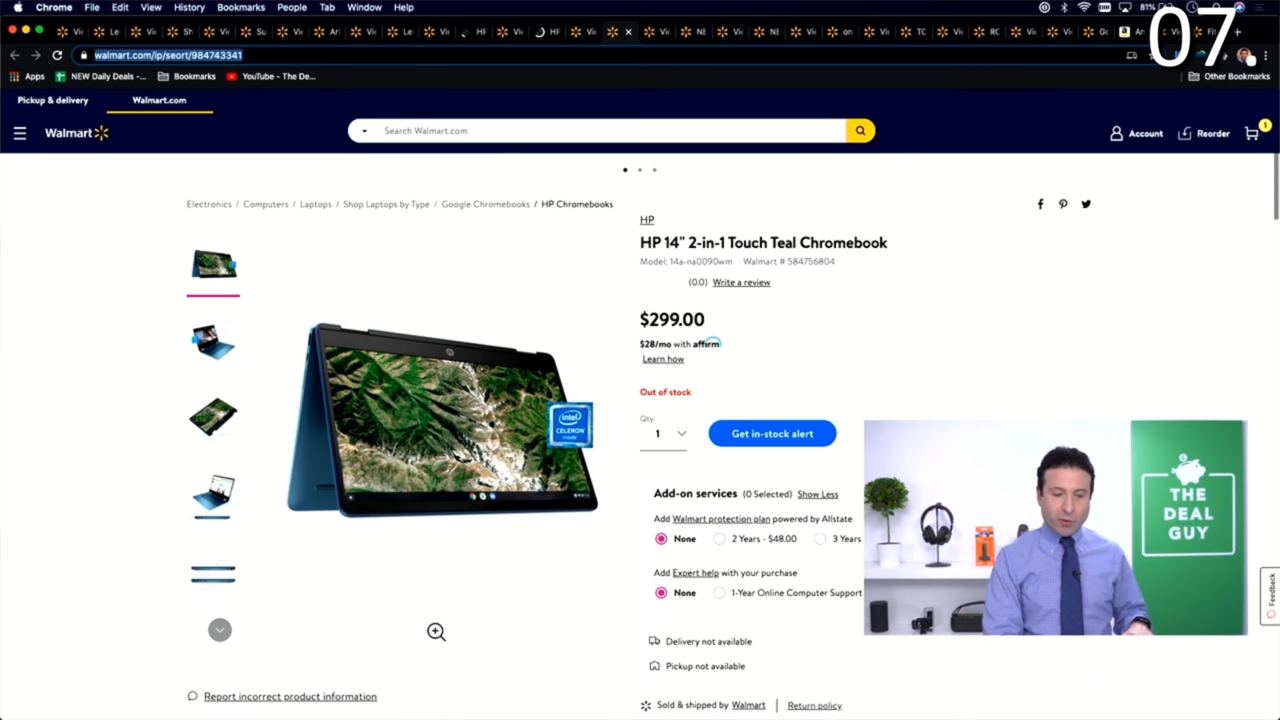 Chrome File Edit View History Bookmarks People Tab Window Help
81%
07.
walmart.com/ip/seort/984743341
Apps NEW Daily Deals -... Bookmarks YouTube - The De... Other Bookmarks
Pickup & delivery Walmart.com
Walmart Search Walmart.com Account Reorder 1
Electronics / Computers / Laptops / Shop Laptops by Type / Google Chromebooks / HP Chromebooks
HP
HP 14" 2-in-1 Touch Teal Chromebook
Model: 14a-na0090wm Walmart # 584756804
(0.0) Write a review
$299.00
$28/mo with affirm
Learn how
Out of stock
Qty:
1 Get in-stock alert
intel
CELERON
inside
Add-on services (0 Selected) Show Less
Add Walmart protection plan powered by Allstate
None 2 Years - $48.00 3 Years
Add Expert help with your purchase
None 1-Year Online Computer Support
Delivery not available
Pickup not available
Sold & shipped by Walmart Return policy
Report incorrect product information
THE
DEAL
GUY
Feedback